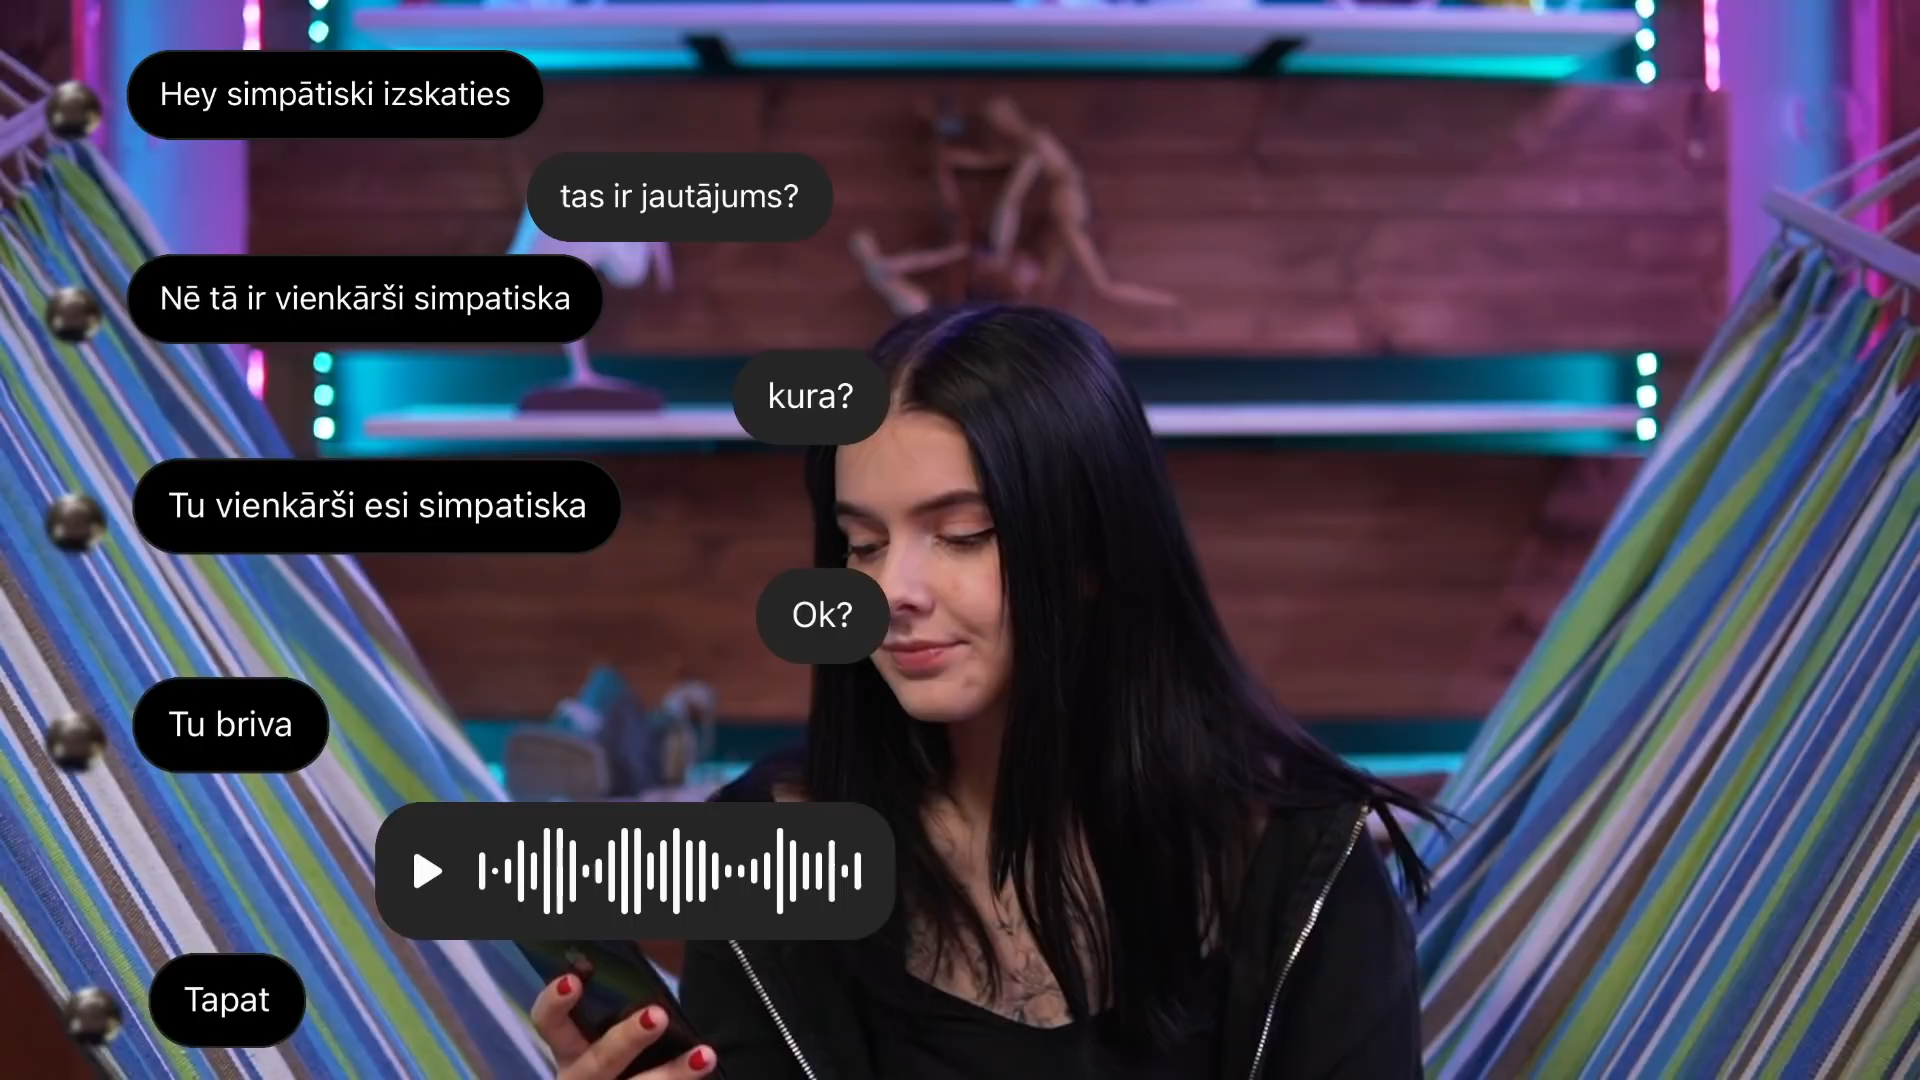 Hey simpātiski izskaties
tas ir jautājums?
Nē tā ir vienkārši simpatiska
kura?
Tu vienkārši esi simpatiska
Ok?
Tu briva
Tapat